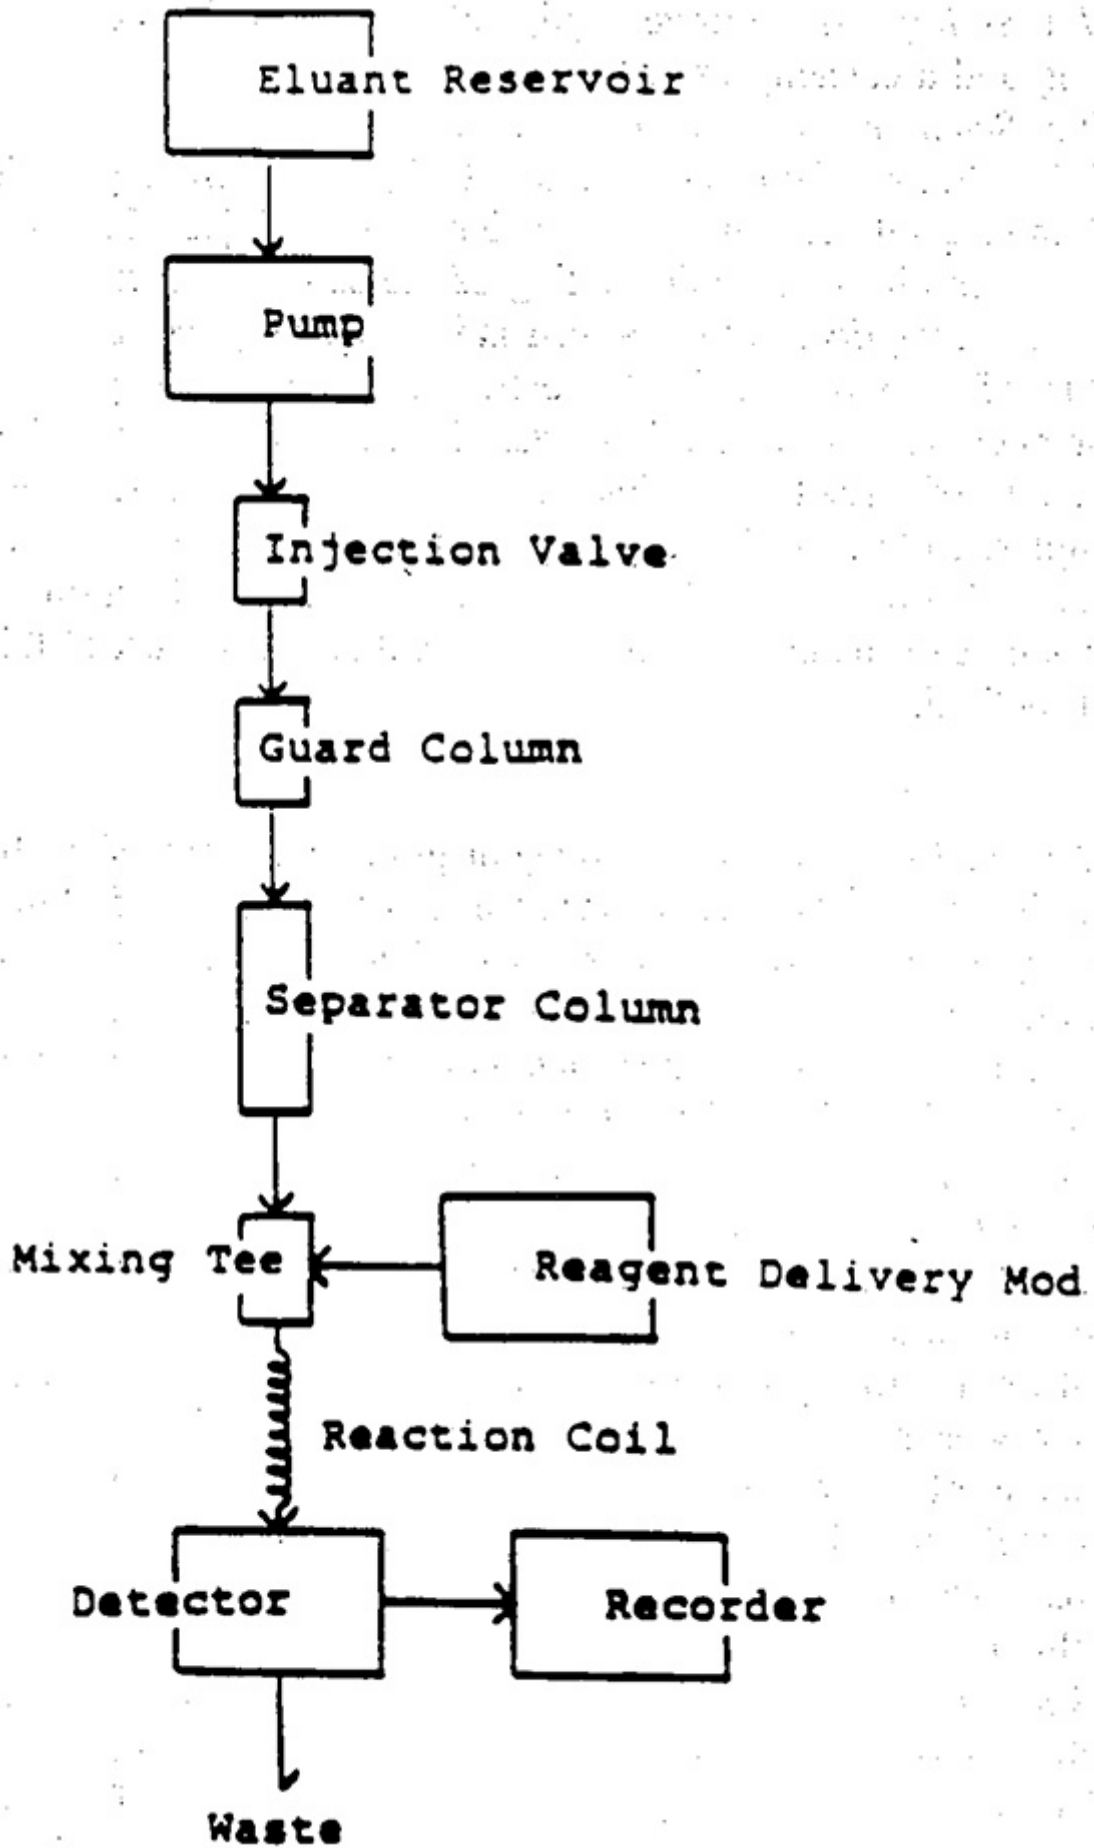 Eluant Reservoir
Pump
Injection Valve
Guard Column
Separator Column
Mixing Tee
Reagent Delivery Mod.
Reaction Coil
Detector
Recorder
Waste